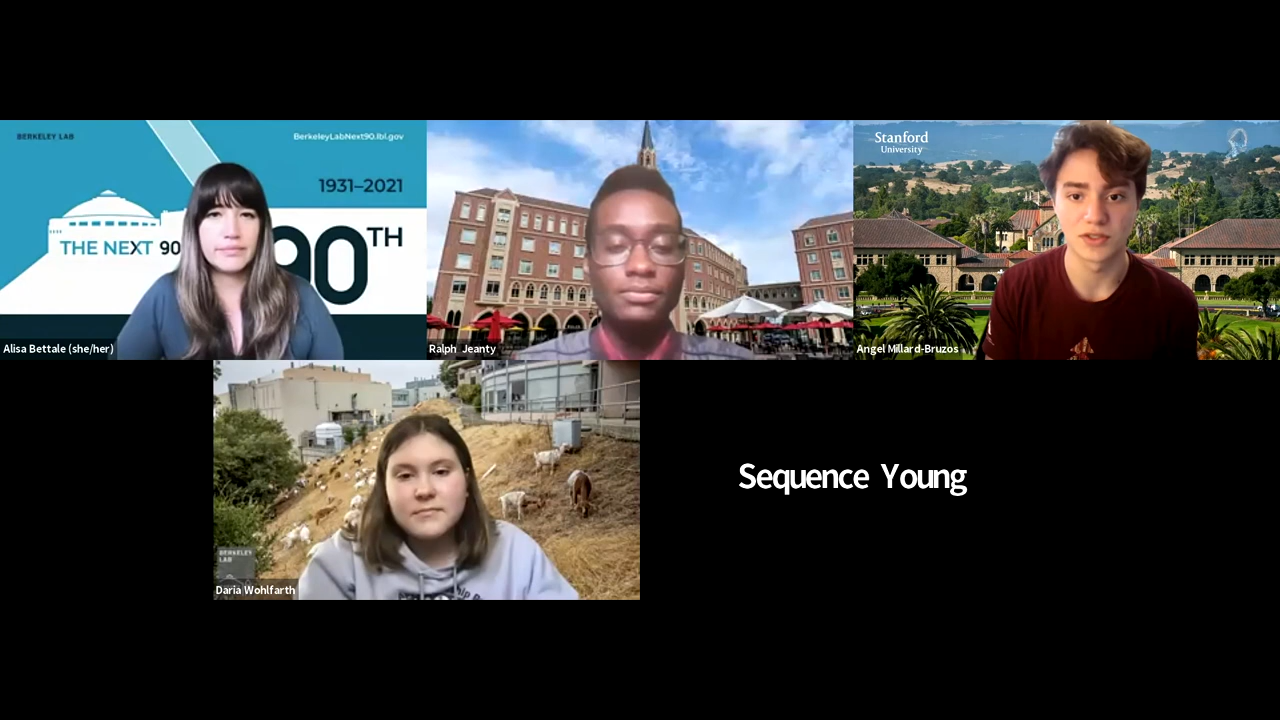 BERKELEY LAB
BerkeleyLabNext90.lbl.gov
1931–2021
THE NEXT 90
90TH
Alisa Bettale (she/her)
Ralph Jeanty
Stanford
University
Angel Millard-Bruzos
BERKELEY
LAB
Daria Wohlfarth
Sequence Young